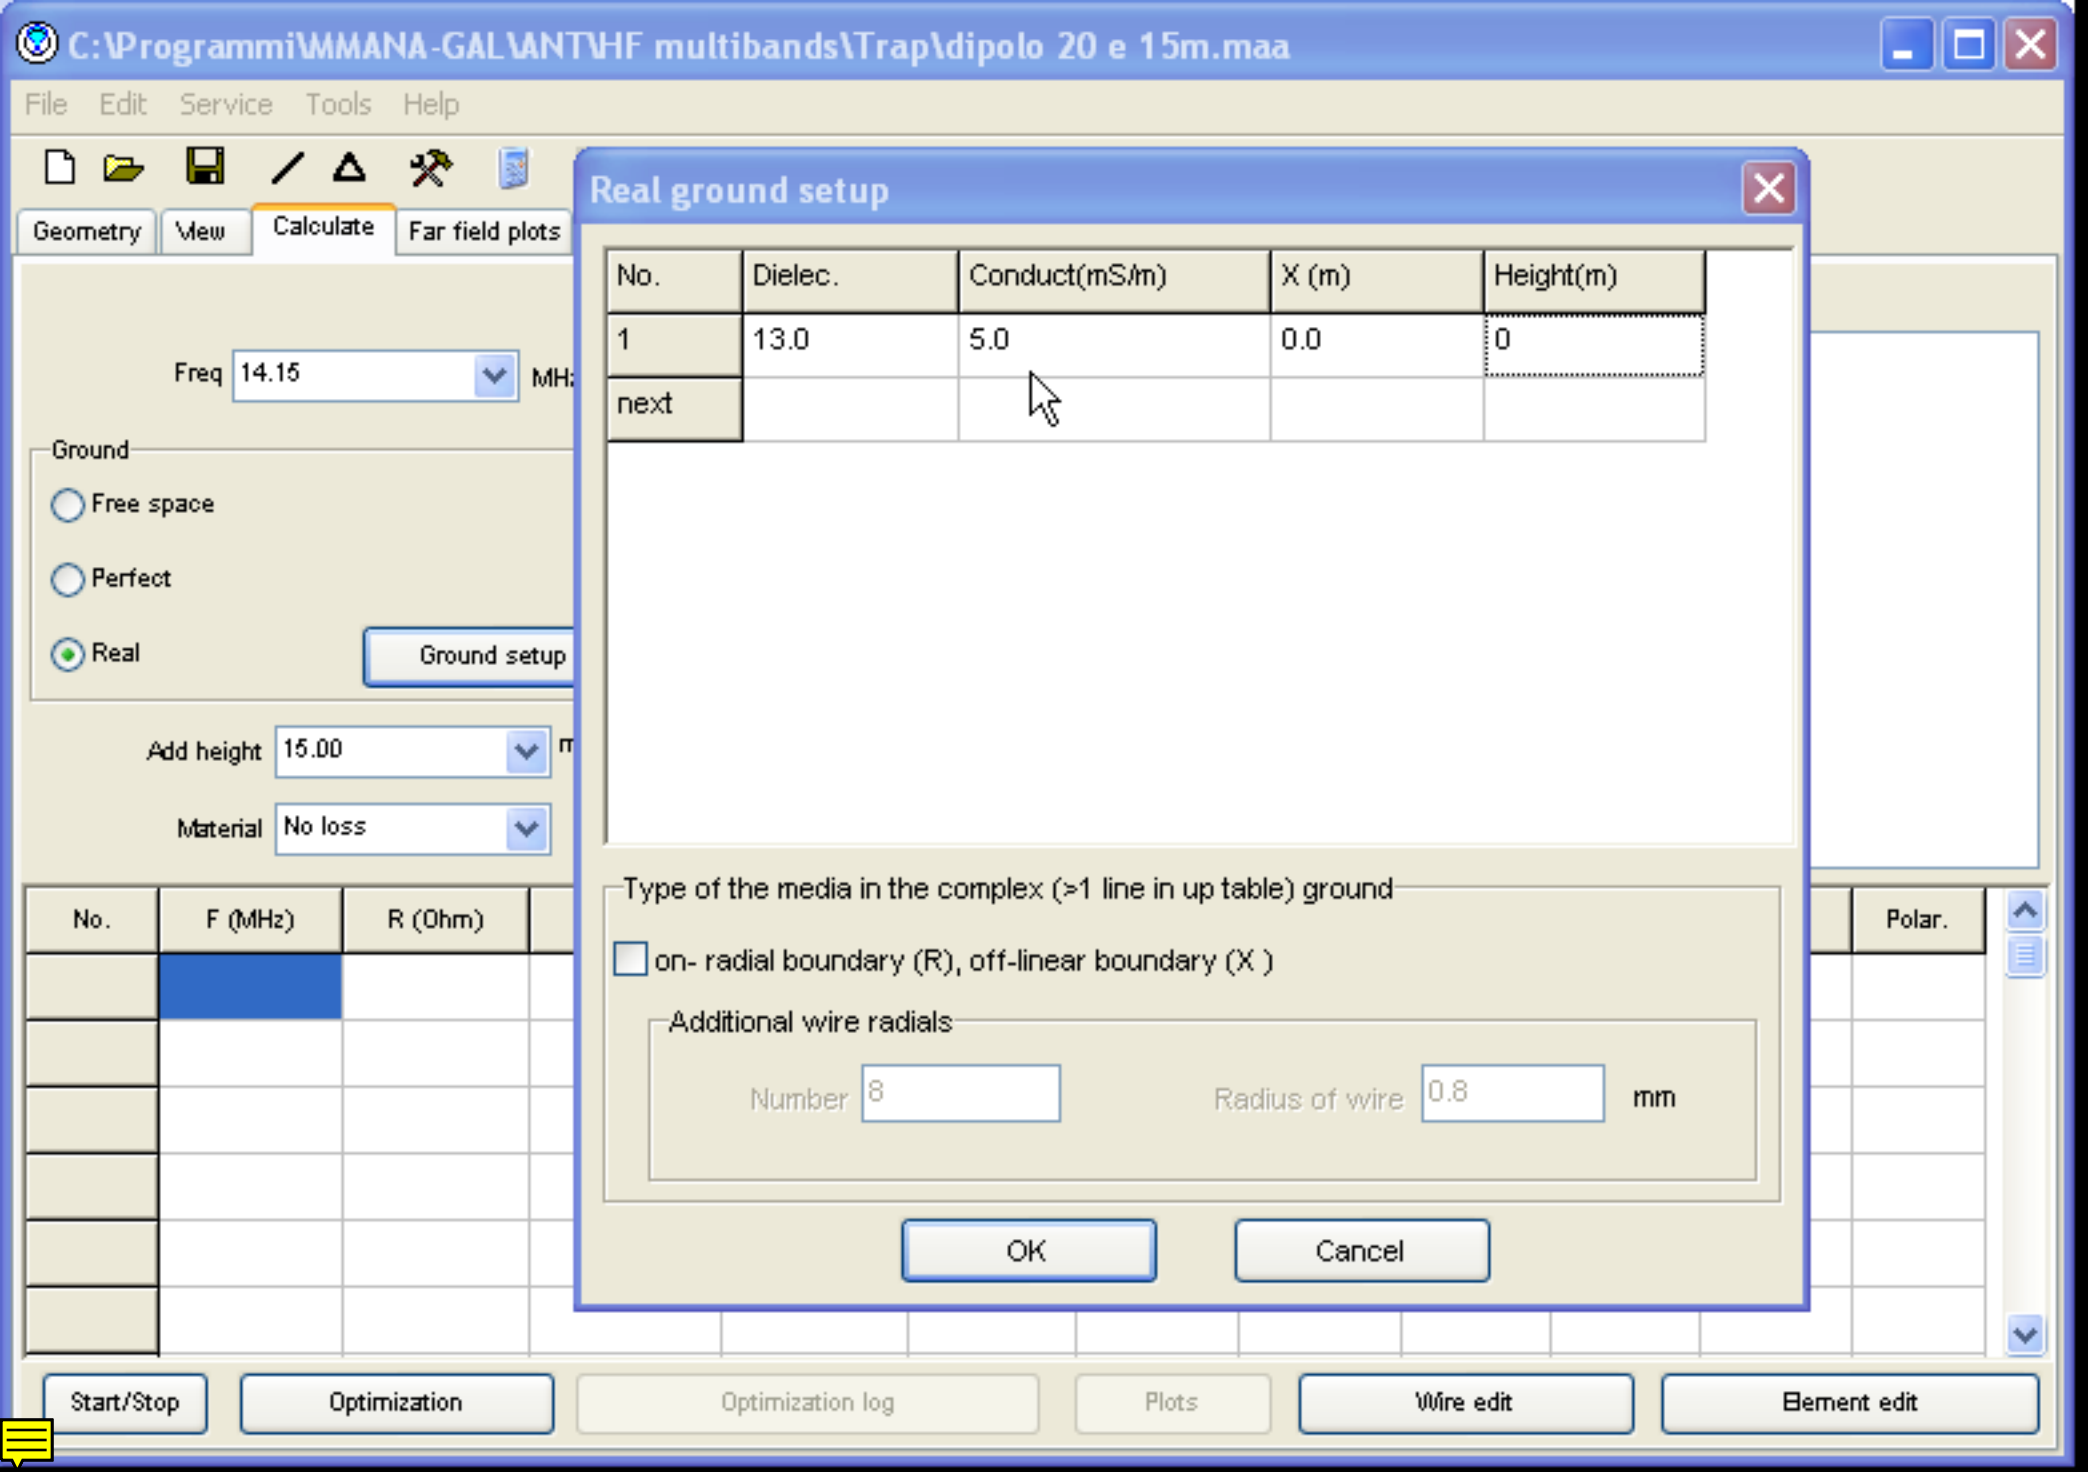 C:\Programmi\MMANA-GAL\ANT\HF multibands\Trap\dipolo 20 e 15m.maa
File Edit Service Tools Help
Real ground setup
Geometry View Calculate Far field plots
No. Dielec. Conduct(mS/m) X (m) Height(m)
1 13.0 5.0 0.0 0
next
Freq 14.15 MHz
Ground
Free space
Perfect
Real Ground setup
Add height 15.00 m
Material No loss
Type of the media in the complex (>1 line in up table) ground
on- radial boundary (R), off-linear boundary (X )
Additional wire radials
Number 8 Radius of wire 0.8 mm
OK Cancel
No. F (MHz) R (Ohm) Polar.
Start/Stop Optimization Optimization log Plots Wire edit Element edit